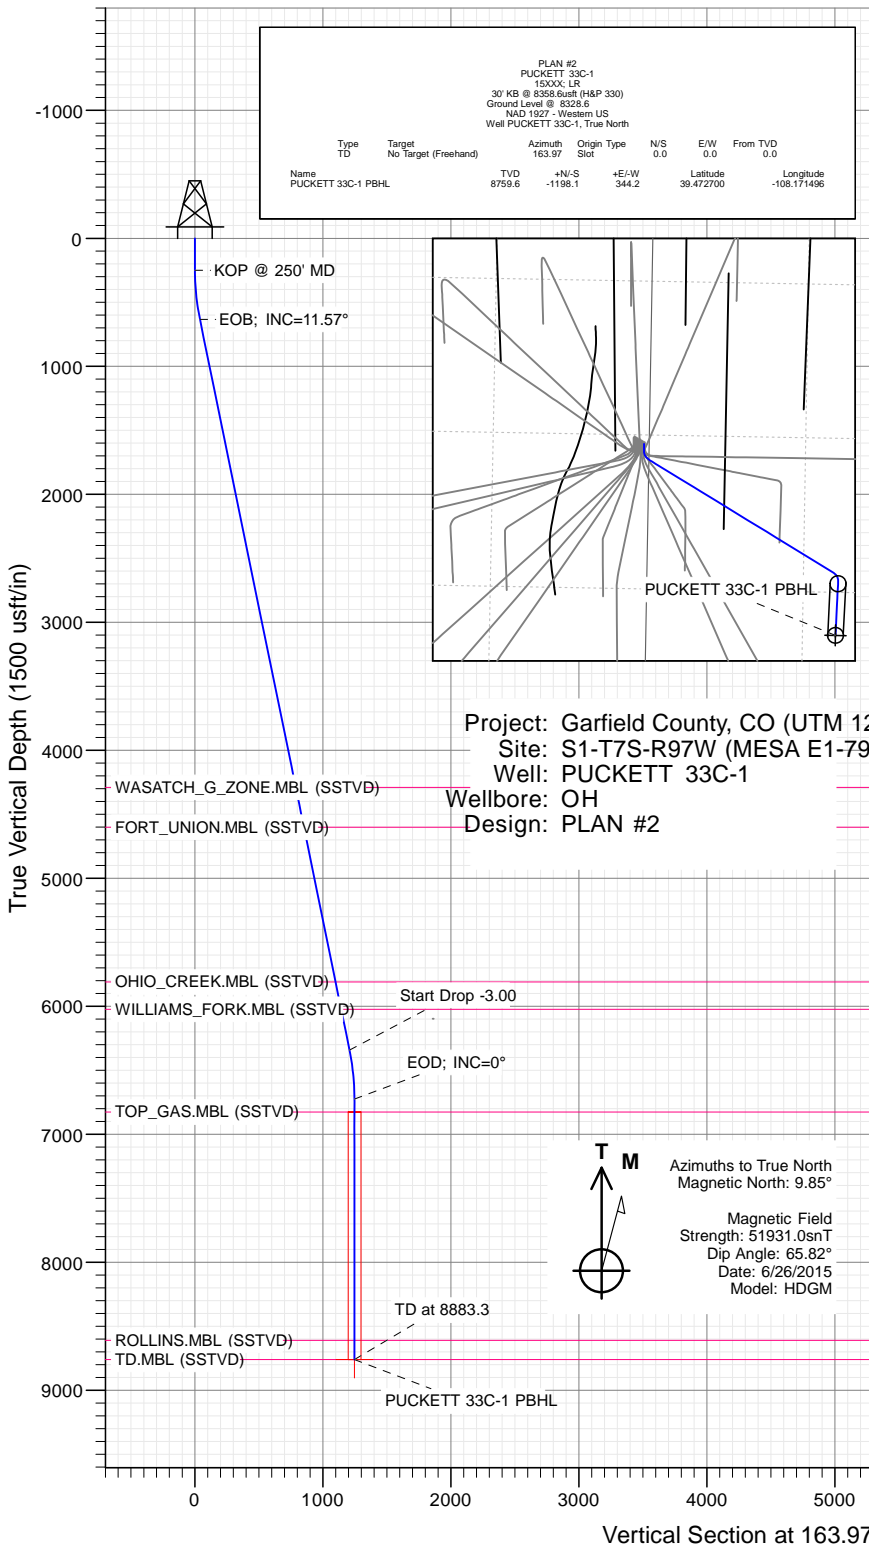 PLAN #2
PUCKETT 33C-1
15XXX; LR
30' KB @ 8358.6usft (H&P 330)
Ground Level @ 8328.6
NAD 1927 - Western US
Well PUCKETT 33C-1, True North
Type Target Azimuth Origin Type N/S E/W From TVD
TD No Target (Freehand) 163.97 Slot 0.0 0.0 0.0
Name TVD +N/-S +E/-W Latitude Longitude
PUCKETT 33C-1 PBHL 8759.6 -1198.1 344.2 39.472700 -108.171496
-1000
0
KOP @ 250' MD
EOB; INC=11.57°
1000
2000
3000
PUCKETT 33C-1 PBHL
True Vertical Depth (1500 usft/in)
Project: Garfield County, CO (UTM 12
Site: S1-T7S-R97W (MESA E1-79
Well: PUCKETT 33C-1
Wellbore: OH
Design: PLAN #2
4000
WASATCH_G_ZONE.MBL (SSTVD)
FORT_UNION.MBL (SSTVD)
5000
OHIO_CREEK.MBL (SSTVD)
Start Drop -3.00
6000
WILLIAMS_FORK.MBL (SSTVD)
EOD; INC=0°
TOP_GAS.MBL (SSTVD)
7000
T M
Azimuths to True North
Magnetic North: 9.85°
Magnetic Field
Strength: 51931.0snT
Dip Angle: 65.82°
Date: 6/26/2015
Model: HDGM
8000
TD at 8883.3
ROLLINS.MBL (SSTVD)
TD.MBL (SSTVD)
PUCKETT 33C-1 PBHL
9000
0 1000 2000 3000 4000 5000
Vertical Section at 163.97